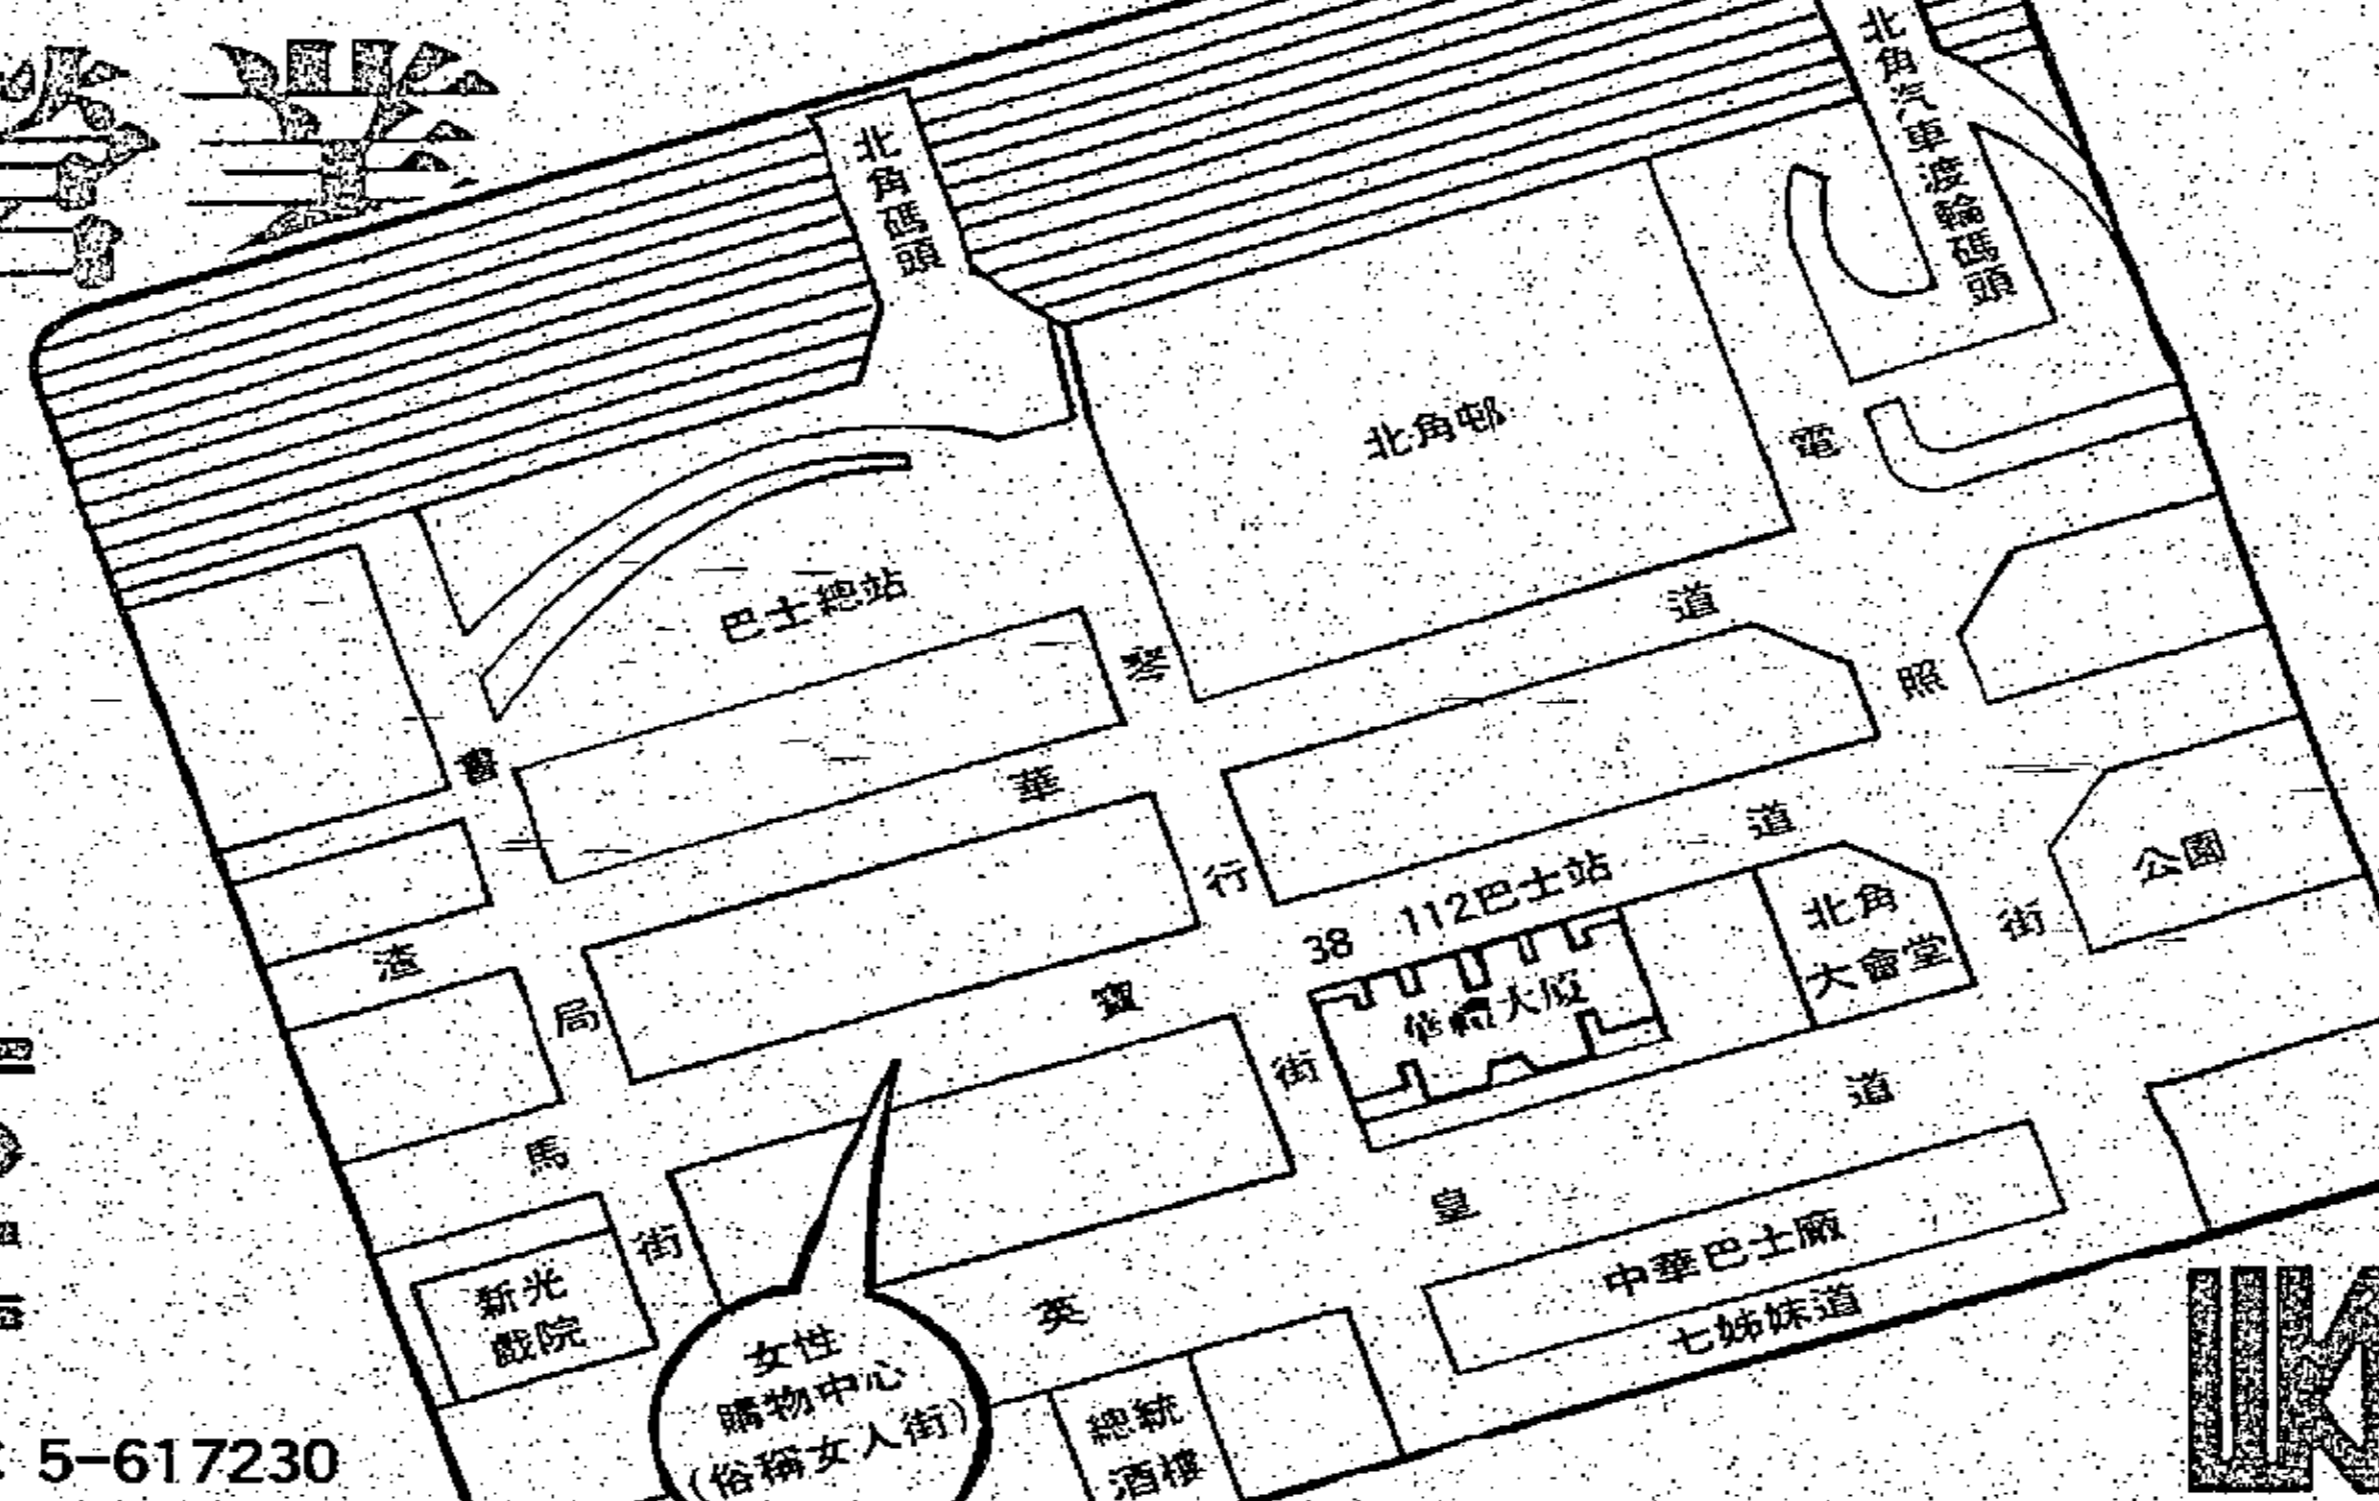 北角碼頭
北角汽車渡輪碼頭
北角邨
巴士總站
電照街
琴行街
書局街
渣華道
馬寶道
英皇道
38 112巴士站
大廈
北角
大會堂
公園
中華巴士廠
七姊妹道
新光
戲院
女性
購物中心
(俗稱女人街)
總統
酒樓
5-617230